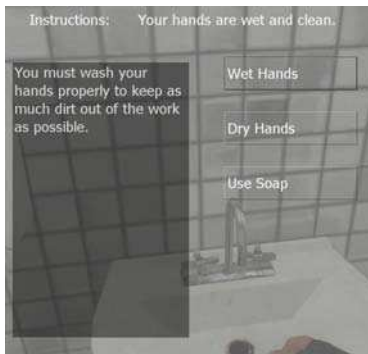 Instructions: Your hands are wet and clean.
You must wash your
hands properly to keep as
much dirt out of the work
as possible.
Wet Hands
Dry Hands
Use Soap